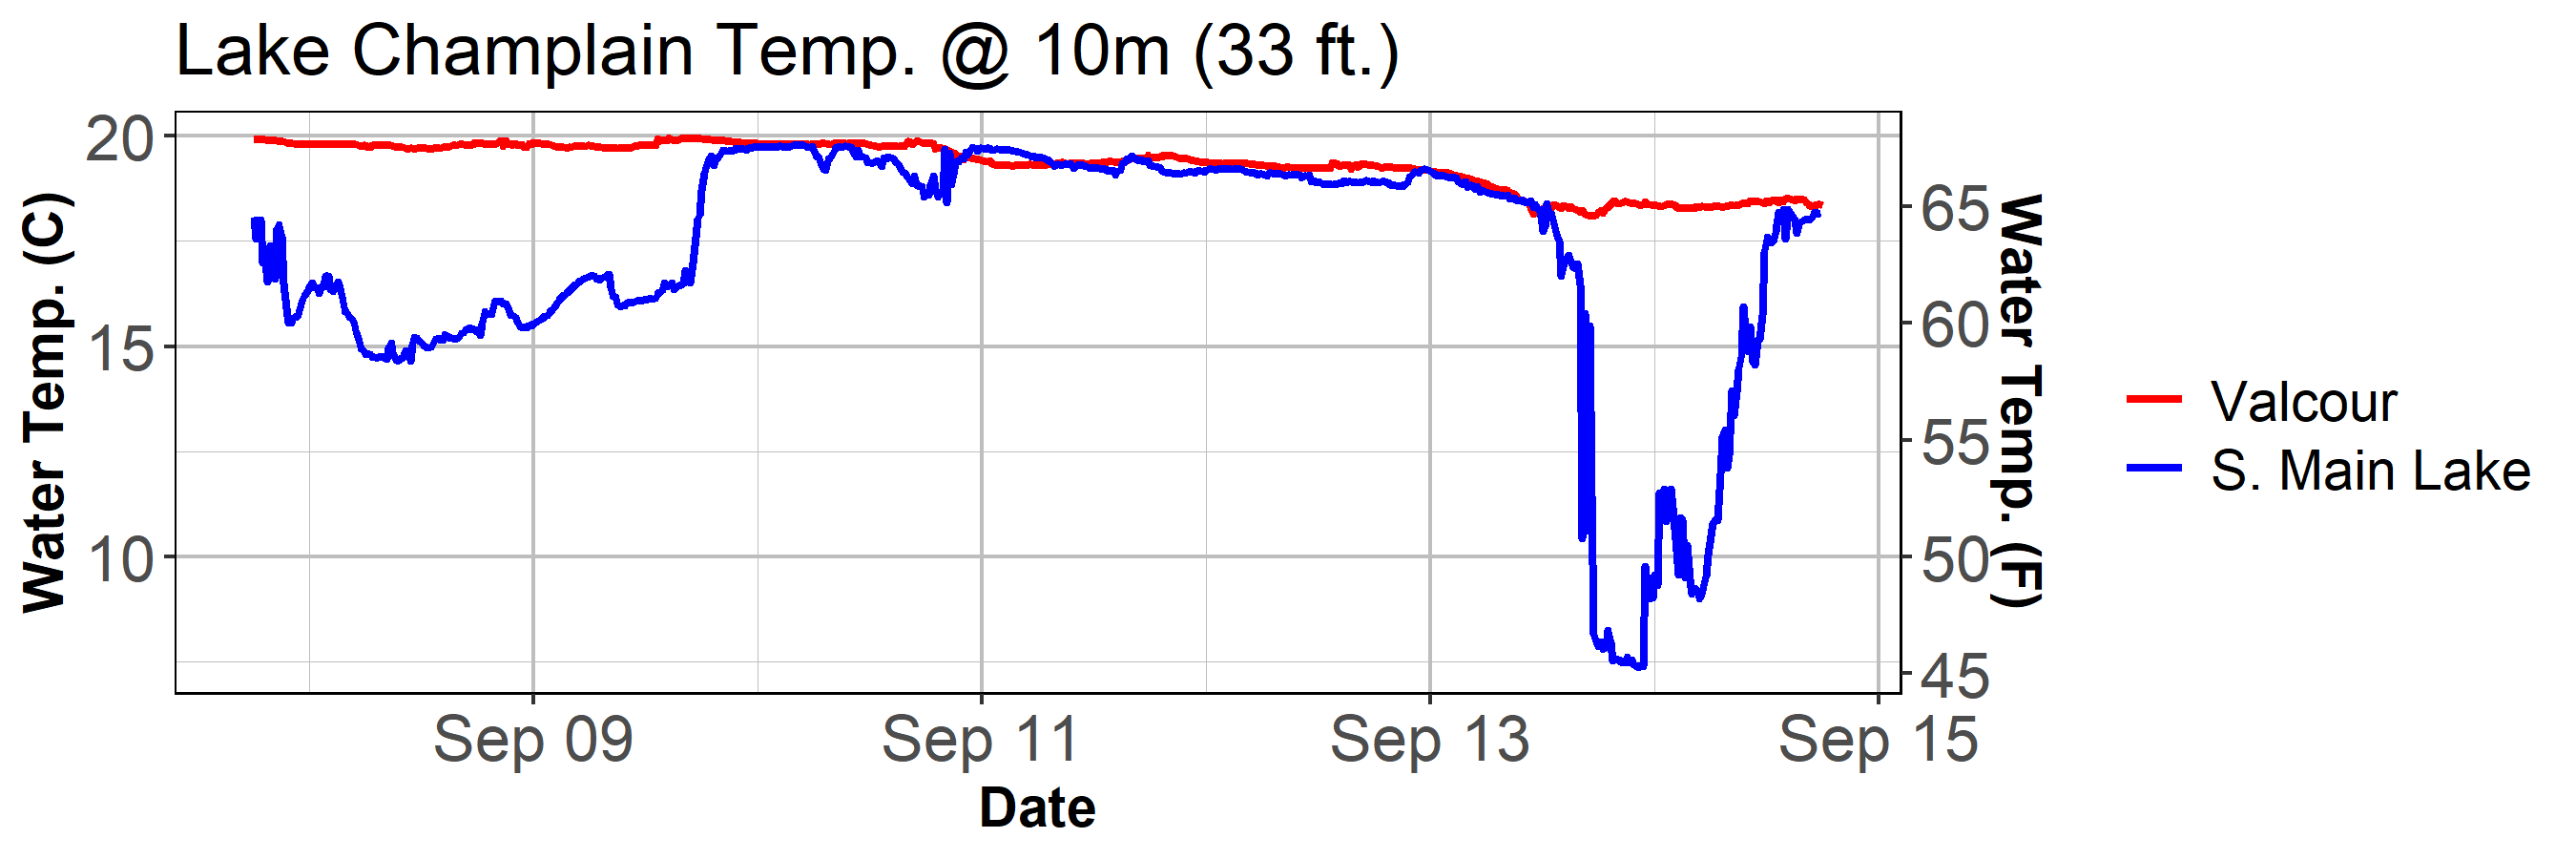 Lake Champlain Temp. @ 10m (33 ft.)
Water Temp. (C)
20
15
10
65
60
55
50
45
Water Temp. (F)
Sep 09
Sep 11
Sep 13
Sep 15
Date
Valcour
S. Main Lake